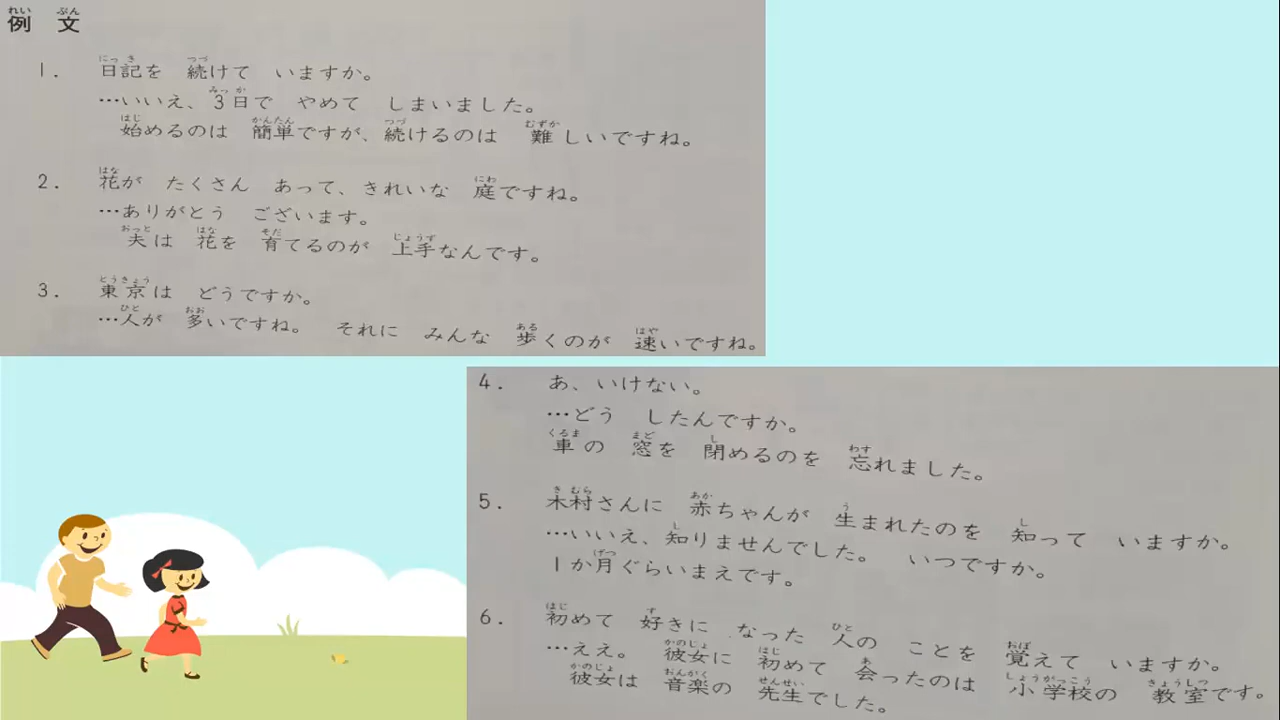 例文
1. 日記を 続けて いますか。
…いいえ、3日で やめて しまいました。
始めるのは 簡単ですが、続けるのは 難しいですね。
2. 花が たくさん あって、きれいな 庭ですね。
…ありがとう ございます。
夫は 花を 育てるのが 上手なんです。
3. 東京は どうですか。
…人が 多いですね。 それに みんな 歩くのが 速いですね。
4. あ、いけない。
…どう したんですか。
車の 窓を 閉めるのを 忘れました。
5. 木村さんに 赤ちゃんが 生まれたのを 知って いますか。
…いいえ、知りませんでした。 いつですか。
1か月ぐらいまえです。
6. 初めて 好きに なった 人の ことを 覚えて いますか。
…ええ。 彼女に 初めて 会ったのは 小学校の 教室です。
彼女は 音楽の 先生でした。